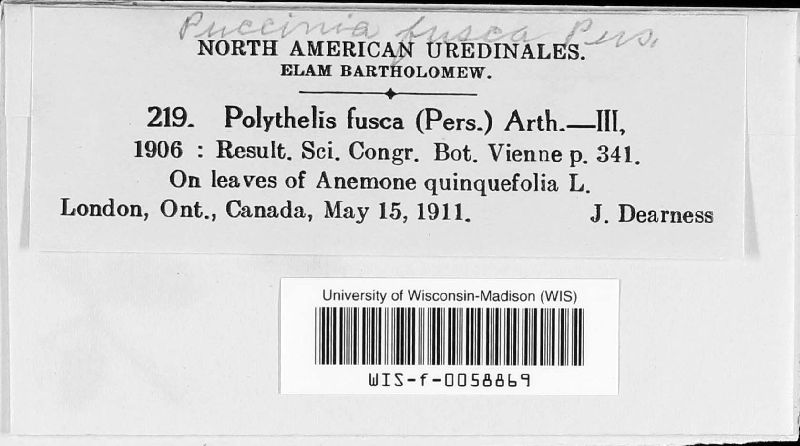 Puccinia fusca Pers.
NORTH AMERICAN UREDINALES.
ELAM BARTHOLOMEW.
219. Polythelis fusca (Pers.) Arth.—III,
1906 : Result. Sci. Congr. Bot. Vienne p. 341.
On leaves of Anemone quinquefolia L.
London, Ont., Canada, May 15, 1911. J. Dearness
University of Wisconsin-Madison (WIS)
WIS-f-0058869